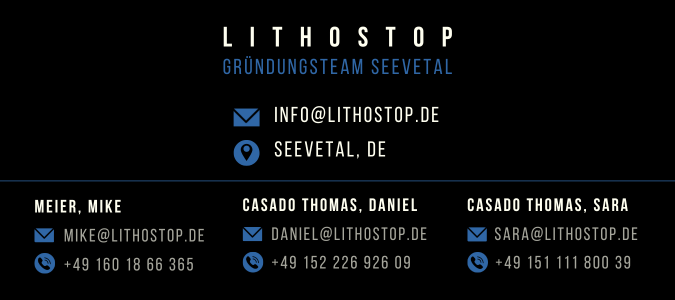 LITHOSTOP
GRÜNDUNGSTEAM SEEVETAL
INFO@LITHOSTOP.DE
SEEVETAL, DE
MEIER, MIKE
MIKE@LITHOSTOP.DE
+49 160 18 66 365
CASADO THOMAS, DANIEL
DANIEL@LITHOSTOP.DE
+49 152 226 926 09
CASADO THOMAS, SARA
SARA@LITHOSTOP.DE
+49 151 111 800 39